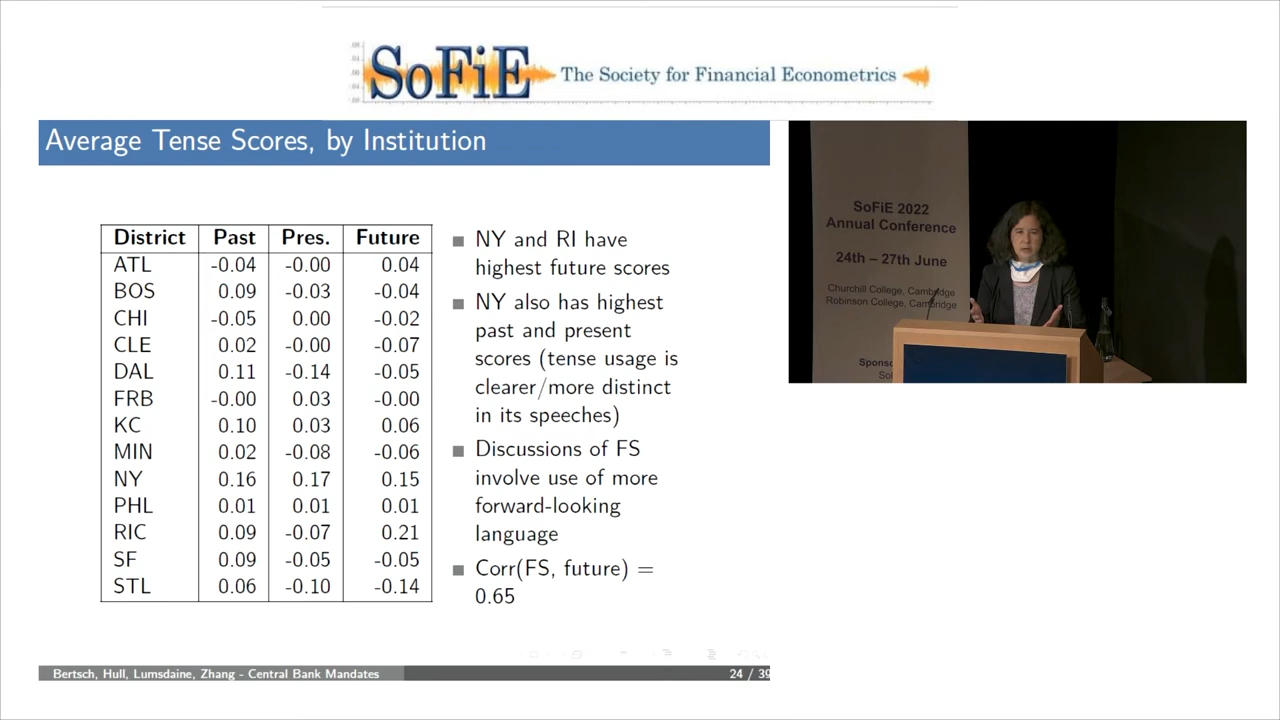 SoFiE The Society for Financial Econometrics
Average Tense Scores, by Institution
District Past Pres. Future
ATL -0.04 -0.00 0.04
BOS 0.09 -0.03 -0.04
CHI -0.05 0.00 -0.02
CLE 0.02 -0.00 -0.07
DAL 0.11 -0.14 -0.05
FRB -0.00 0.03 -0.00
KC 0.10 0.03 0.06
MIN 0.02 -0.08 -0.06
NY 0.16 0.17 0.15
PHL 0.01 0.01 0.01
RIC 0.09 -0.07 0.21
SF 0.09 -0.05 -0.05
STL 0.06 -0.10 -0.14
NY and RI have
highest future scores
NY also has highest
past and present
scores (tense usage is
clearer/more distinct
in its speeches)
Discussions of FS
involve use of more
forward-looking
language
Corr(FS, future) =
0.65
Bertsch, Hull, Lumsdaine, Zhang - Central Bank Mandates
24 / 39
SoFiE 2022
Annual Conference
24th – 27th June
Churchill College, Cambridge
Robinson College, Cambridge